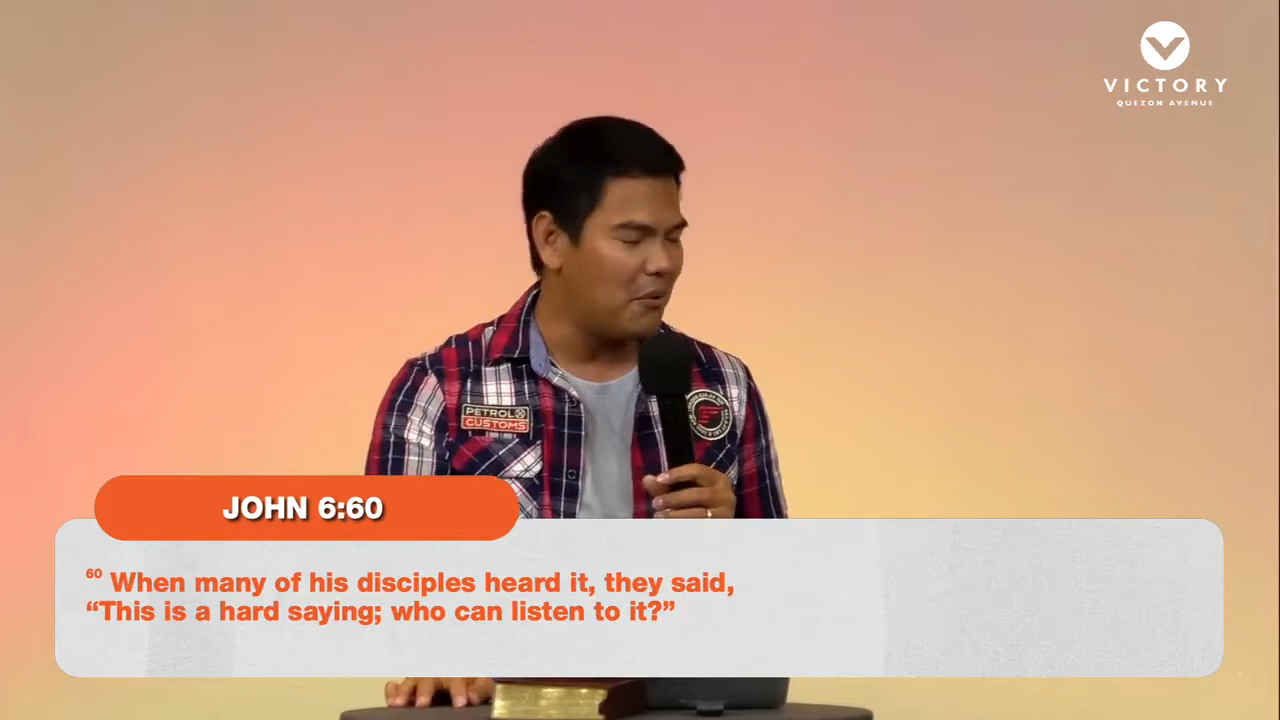 VICTORY
QUEZON AVENUE
PETROL
CUSTOMS
JOHN 6:60
60 When many of his disciples heard it, they said,
“This is a hard saying; who can listen to it?”